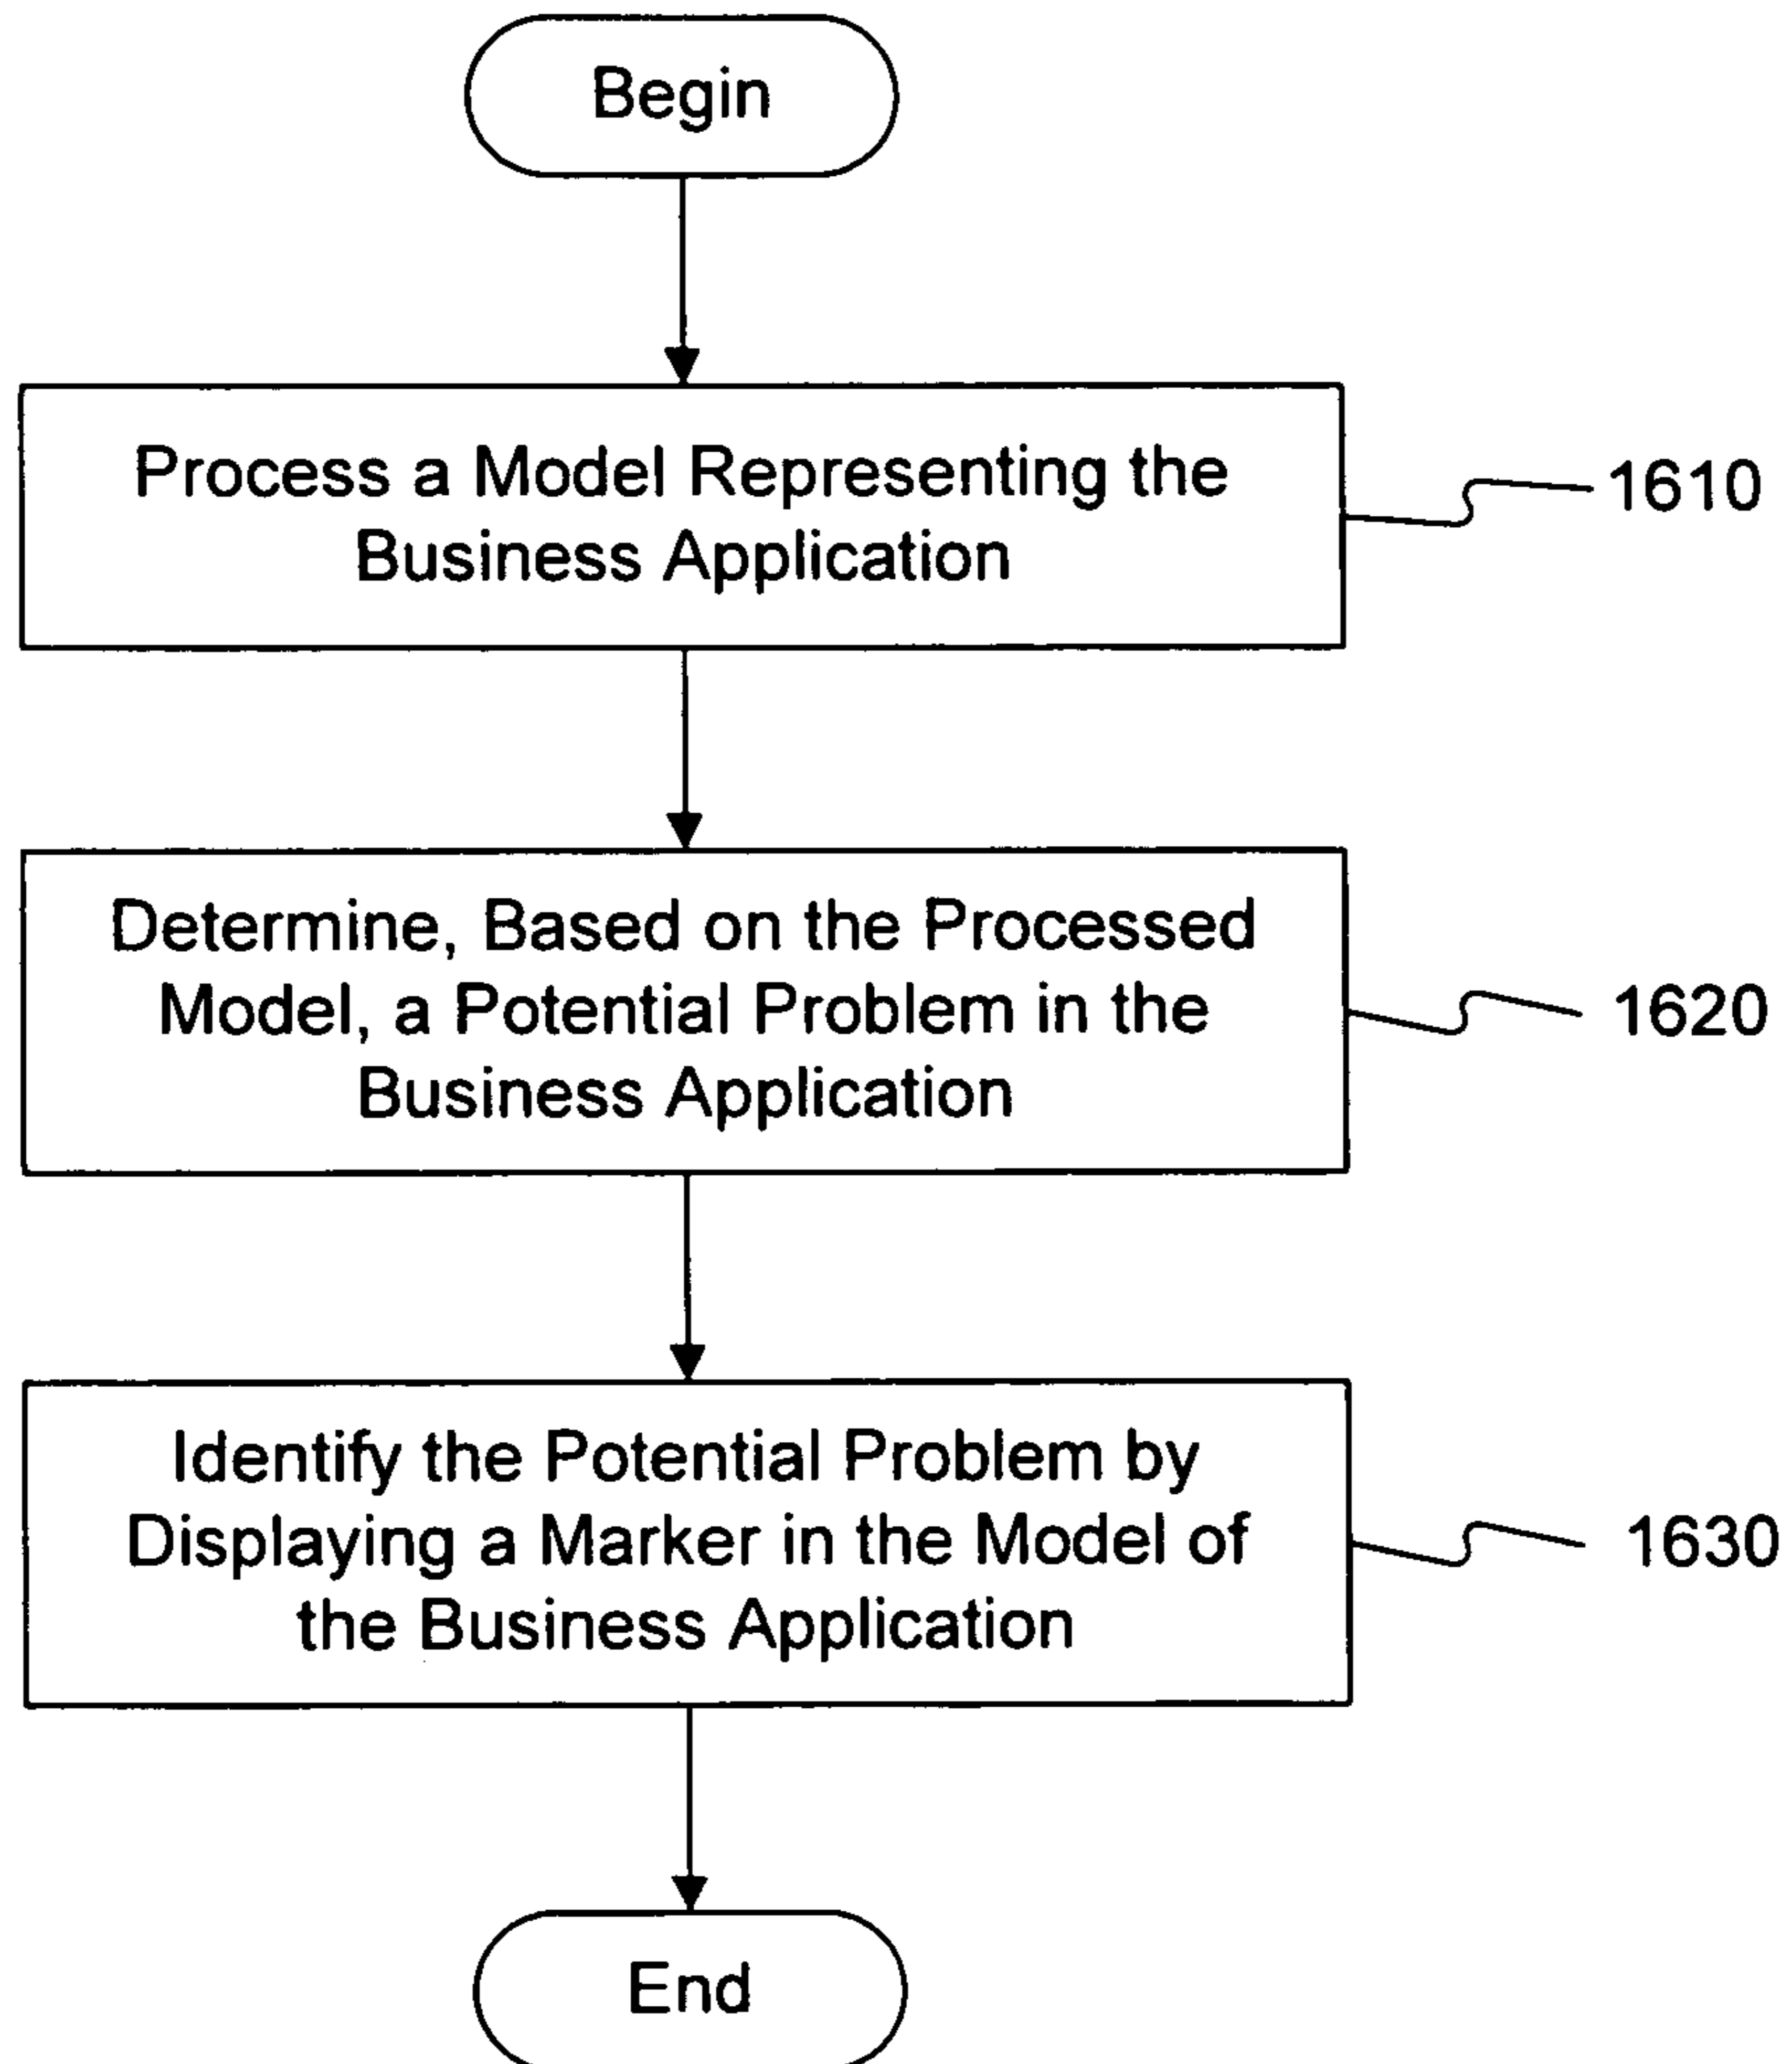 Begin
Process a Model Representing the
Business Application
1610
Determine, Based on the Processed
Model, a Potential Problem in the
Business Application
1620
Identify the Potential Problem by
Displaying a Marker in the Model of
the Business Application
1630
End